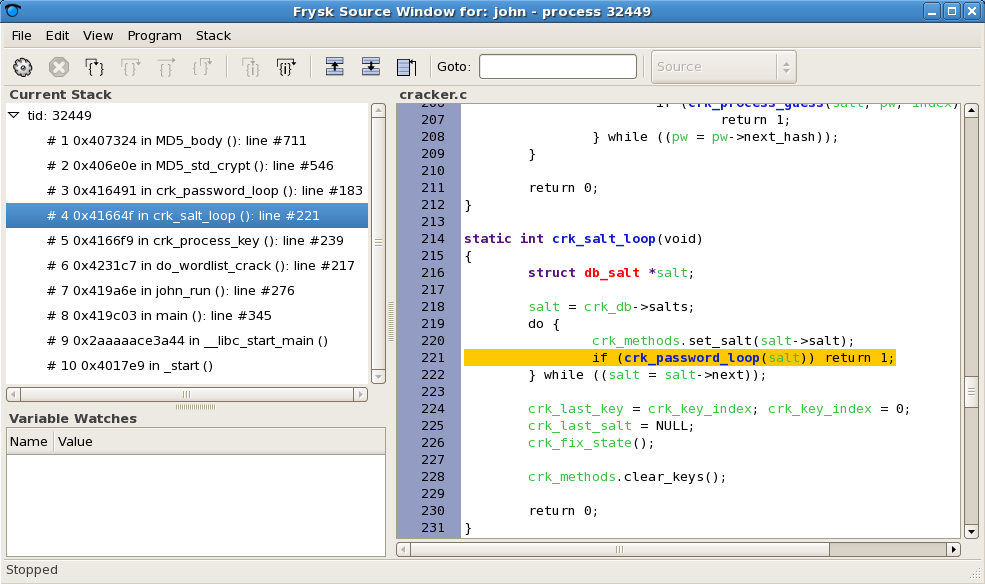 Frysk Source Window for: john - process 32449
File Edit View Program Stack
Goto: Source
Current Stack
tid: 32449
# 1 0x407324 in MD5_body (): line #711
# 2 0x406e0e in MD5_std_crypt (): line #546
# 3 0x416491 in crk_password_loop (): line #183
# 4 0x41664f in crk_salt_loop (): line #221
# 5 0x4166f9 in crk_process_key (): line #239
# 6 0x4231c7 in do_wordlist_crack (): line #217
# 7 0x419a6e in john_run (): line #276
# 8 0x419c03 in main (): line #345
# 9 0x2aaaaace3a44 in __libc_start_main ()
# 10 0x4017e9 in _start ()
Variable Watches
Name Value
cracker.c
206 if (crk_process_guess(salt, pw, index)
207 return 1;
208 } while ((pw = pw->next_hash));
209 }
210
211 return 0;
212 }
213
214 static int crk_salt_loop(void)
215 {
216 struct db_salt *salt;
217
218 salt = crk_db->salts;
219 do {
220 crk_methods.set_salt(salt->salt);
221 if (crk_password_loop(salt)) return 1;
222 } while ((salt = salt->next));
223
224 crk_last_key = crk_key_index; crk_key_index = 0;
225 crk_last_salt = NULL;
226 crk_fix_state();
227
228 crk_methods.clear_keys();
229
230 return 0;
231 }
Stopped